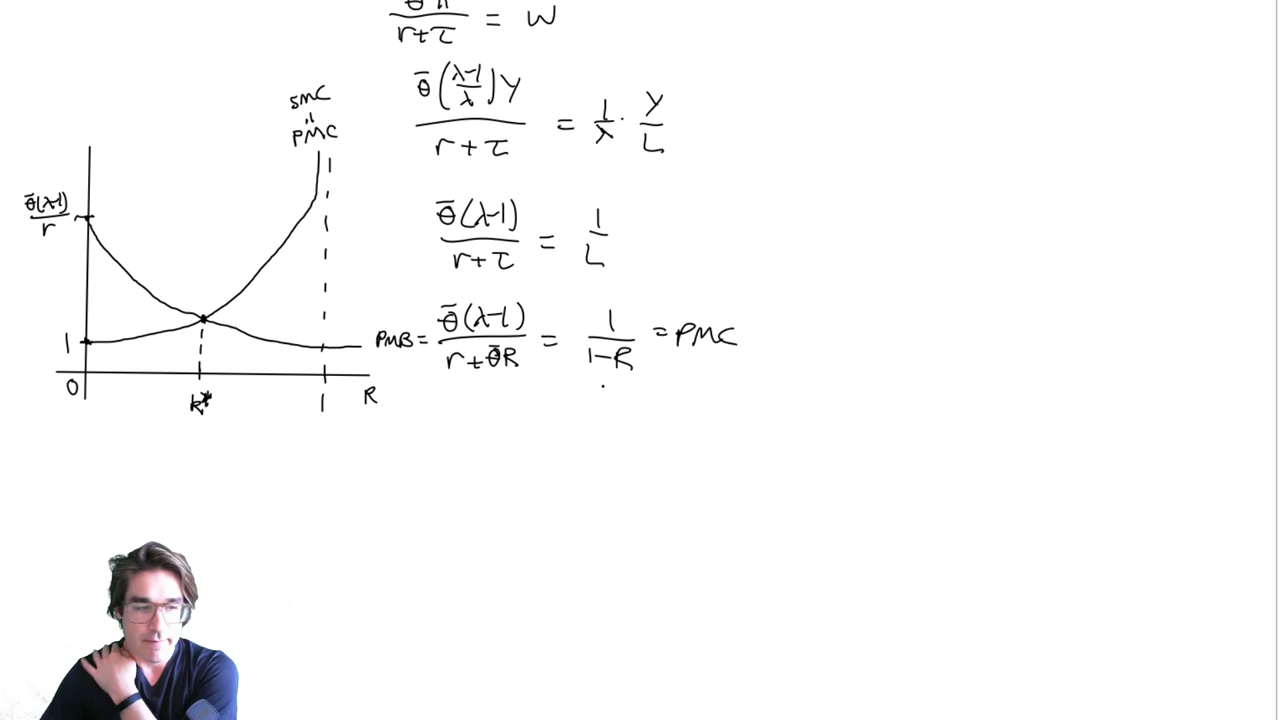 θ̄π/(r+τ) = w
θ̄((λ-1)/λ)Y/(r+τ) = 1/λ · Y/L
θ̄(λ-1)/(r+τ) = 1/L
PMB = θ̄(λ-1)/(r+θ̄R) = 1/(1-R) = PMC
SMC
"
PMC
θ̄(λ-1)/r
1
0
R*
1
R